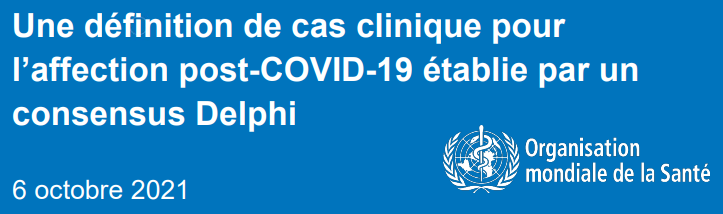 Une définition de cas clinique pour
l’affection post-COVID-19 établie par un
consensus Delphi
6 octobre 2021
Organisation
mondiale de la Santé